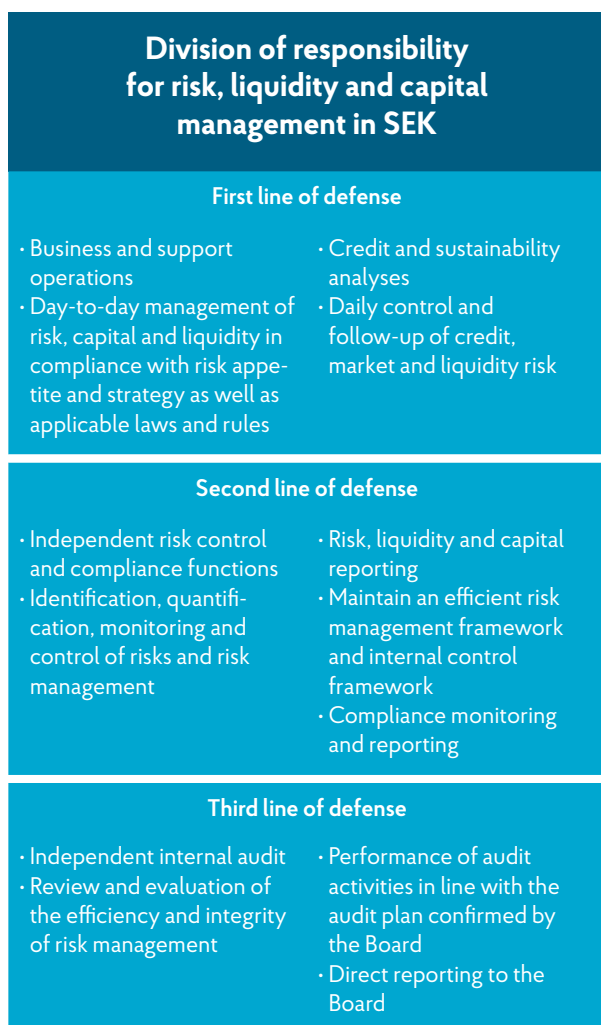 Division of responsibility
for risk, liquidity and capital
management in SEK
First line of defense
· Business and support
operations
· Day-to-day management of
risk, capital and liquidity in
compliance with risk appe-
tite and strategy as well as
applicable laws and rules
· Credit and sustainability
analyses
· Daily control and
follow-up of credit,
market and liquidity risk
Second line of defense
· Independent risk control
and compliance functions
· Identification, quantifi-
cation, monitoring and
control of risks and risk
management
· Risk, liquidity and capital
reporting
· Maintain an efficient risk
management framework
and internal control
framework
· Compliance monitoring
and reporting
Third line of defense
· Independent internal audit
· Review and evaluation of
the efficiency and integrity
of risk management
· Performance of audit
activities in line with the
audit plan confirmed by
the Board
· Direct reporting to the
Board